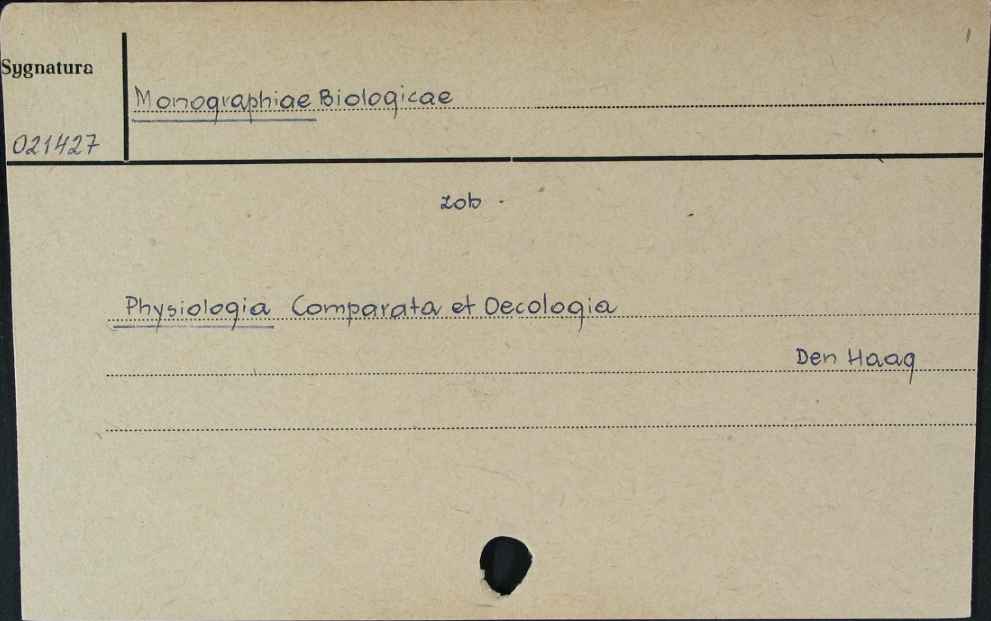 Sygnatura
Monographiae Biologicae
021427
zob.
Physiologia Comparata et Oecologia
Den Haag